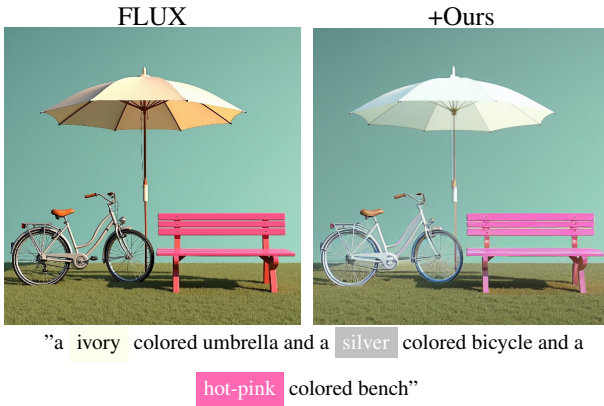 FLUX
+Ours
"a ivory colored umbrella and a silver colored bicycle and a
hot-pink colored bench"